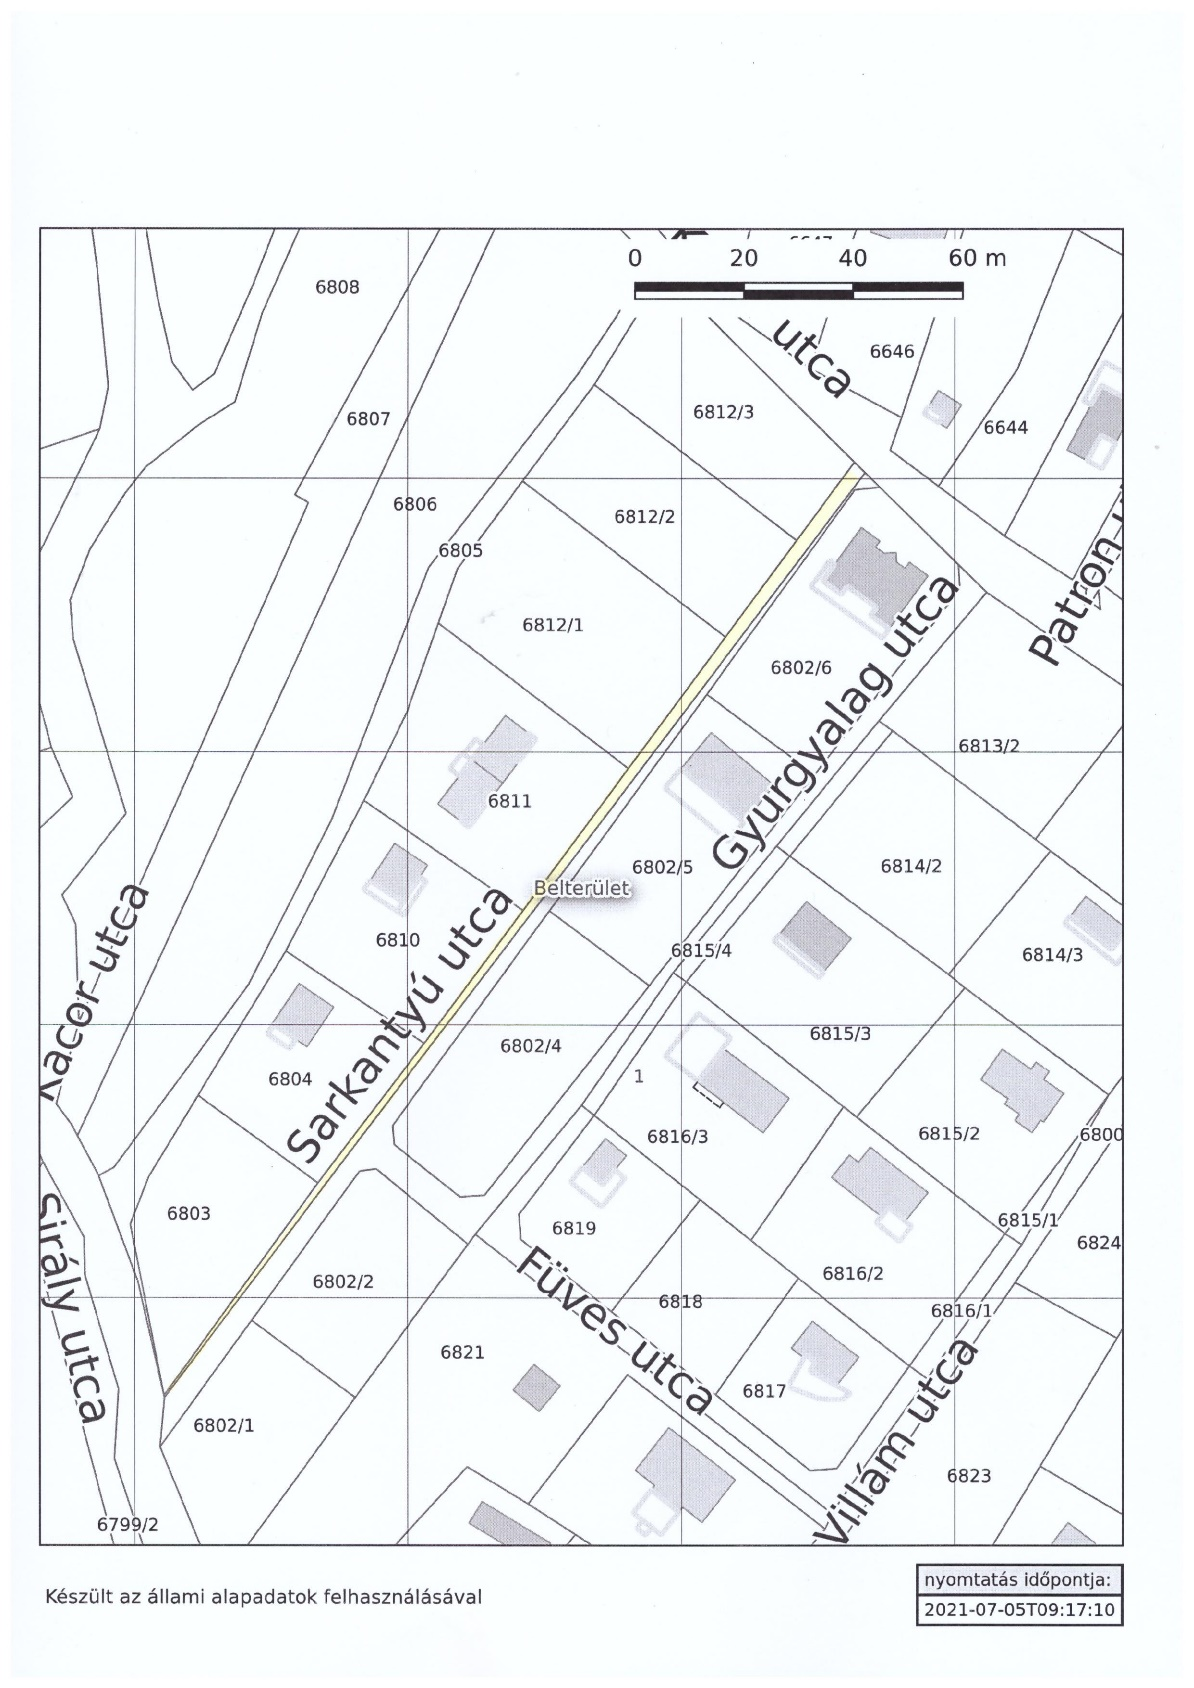 0 20 40 60 m
6808
utca
6646
6812/3
6807
6644
6806
6812/2
6805
6812/1
Patron
6802/6
Gyurgyalag utca
6813/2
6811
6802/5
6814/2
Belterület
6810
6815/4
6814/3
Kacor utca
Sarkantyú utca
6815/3
6802/4
1
6804
6816/3
6815/2
6800
6803
6819
6815/1
6824
Sirály utca
6802/2
Füves utca
6816/2
6818
6816/1
6821
6817
Villám utca
6802/1
6823
6799/2
Készült az állami alapadatok felhasználásával
nyomtatás időpontja:
2021-07-05T09:17:10